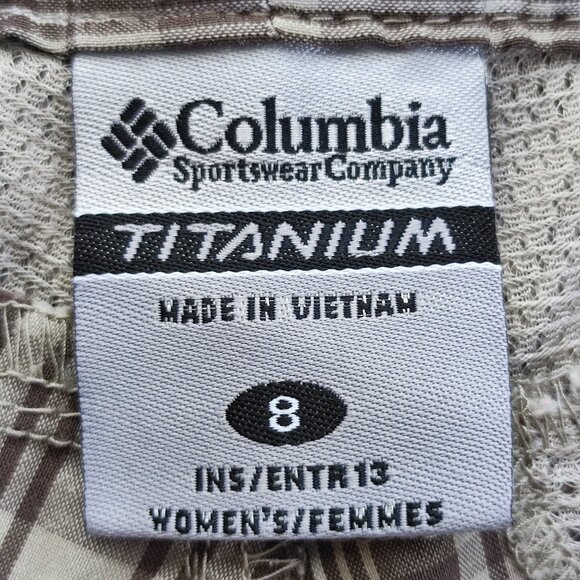 Columbia
Sportswear Company
TITANIUM
MADE IN VIETNAM
8
INS/ENTR 13
WOMEN'S/FEMMES